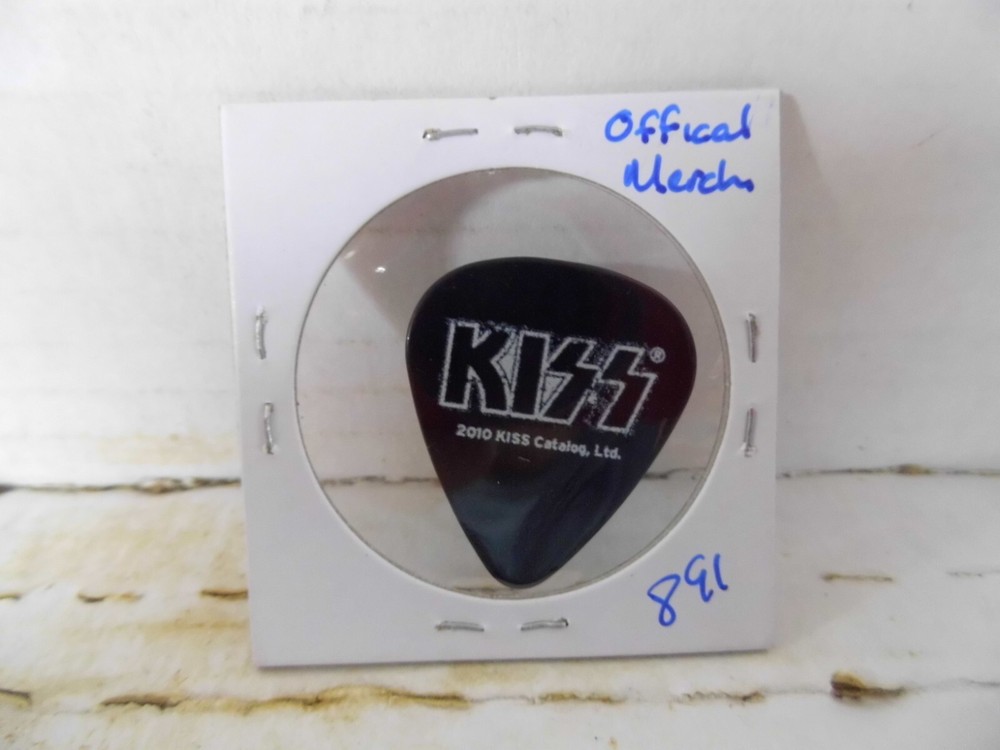 Offical
Merch
KISS®
2010 KISS Catalog, Ltd.
891